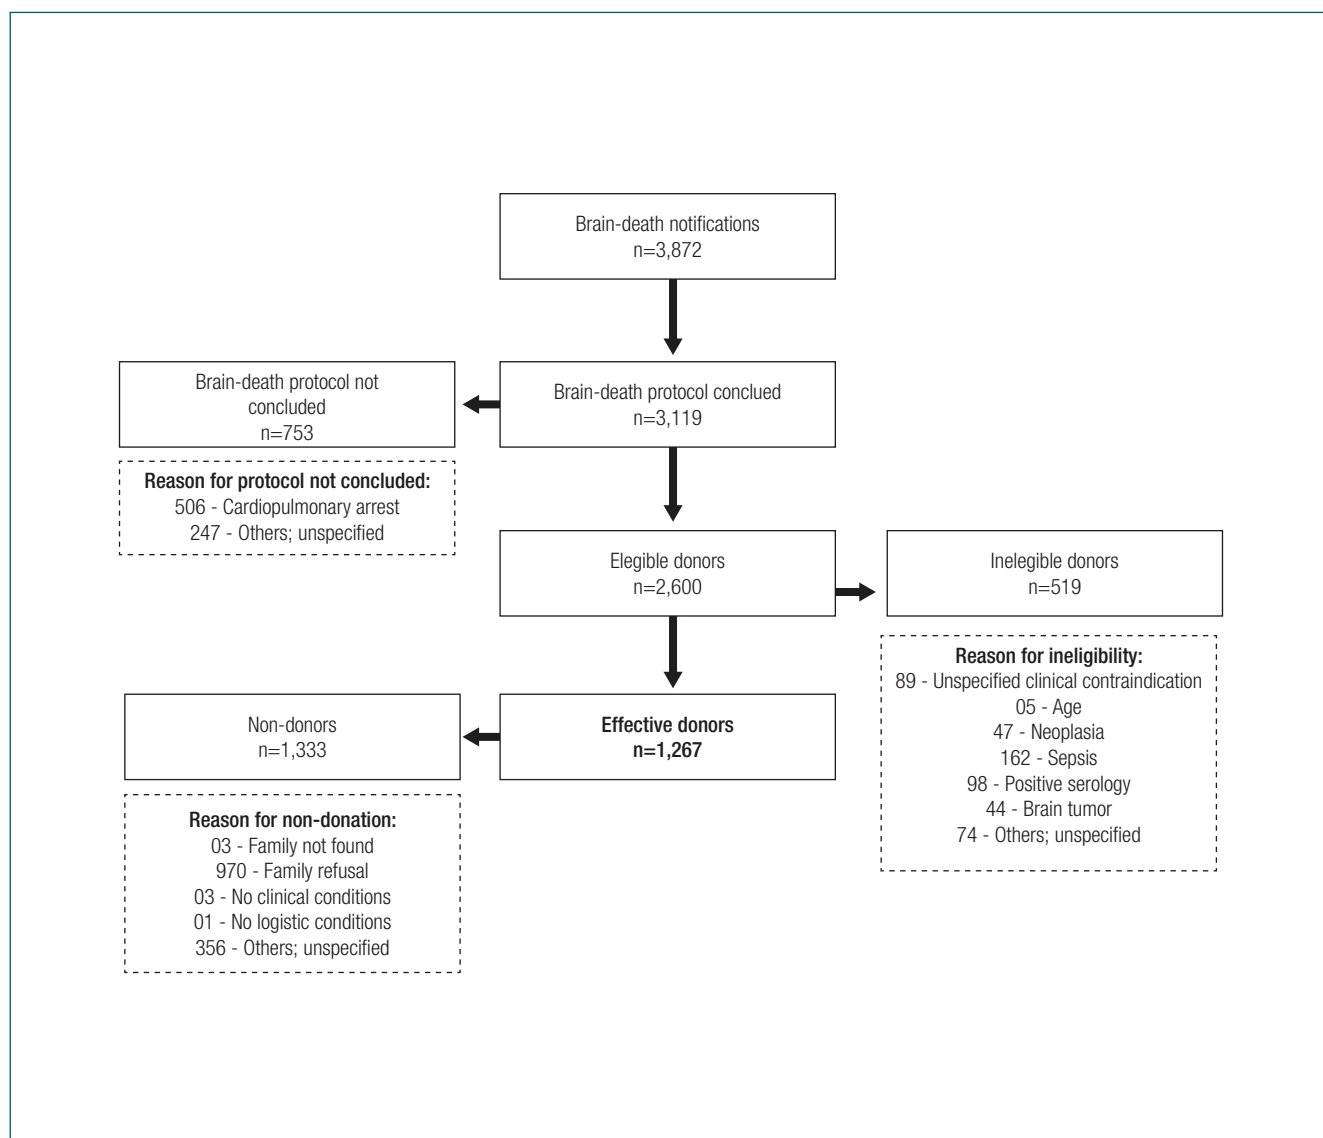 Brain-death notifications
n=3,872
Brain-death protocol not
concluded
n=753
Brain-death protocol conclued
n=3,119
Reason for protocol not concluded:
506 - Cardiopulmonary arrest
247 - Others; unspecified
Elegible donors
n=2,600
Inelegible donors
n=519
Reason for ineligibility:
89 - Unspecified clinical contraindication
05 - Age
47 - Neoplasia
162 - Sepsis
98 - Positive serology
44 - Brain tumor
74 - Others; unspecified
Non-donors
n=1,333
Effective donors
n=1,267
Reason for non-donation:
03 - Family not found
970 - Family refusal
03 - No clinical conditions
01 - No logistic conditions
356 - Others; unspecified